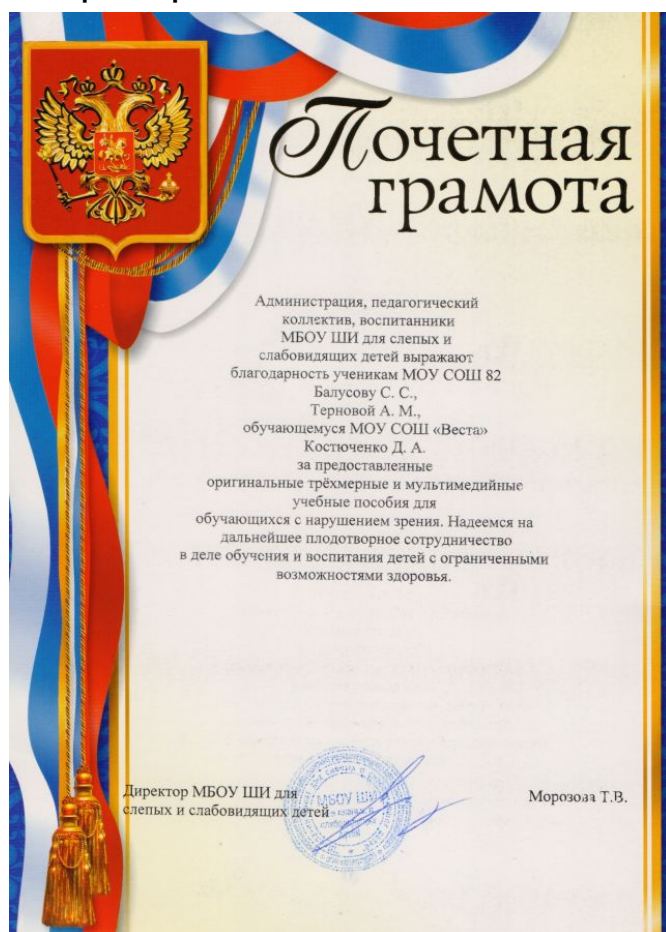 Почетная
грамота
Администрация, педагогический
коллектив, воспитанники
МБОУ ШИ для слепых и
слабовидящих детей выражают
благодарность ученикам МОУ СОШ 82
Балусову С. С.,
Терновой А. М.,
обучающемуся МОУ СОШ «Веста»
Костюченко Д. А.
за предоставленные
оригинальные трёхмерные и мультимедийные
учебные пособия для
обучающихся с нарушением зрения. Надеемся на
дальнейшее плодотворное сотрудничество
в деле обучения и воспитания детей с ограниченными
возможностями здоровья.
Директор МБОУ ШИ для
слепых и слабовидящих детей
МБОУ ШИ
Морозова Т.В.